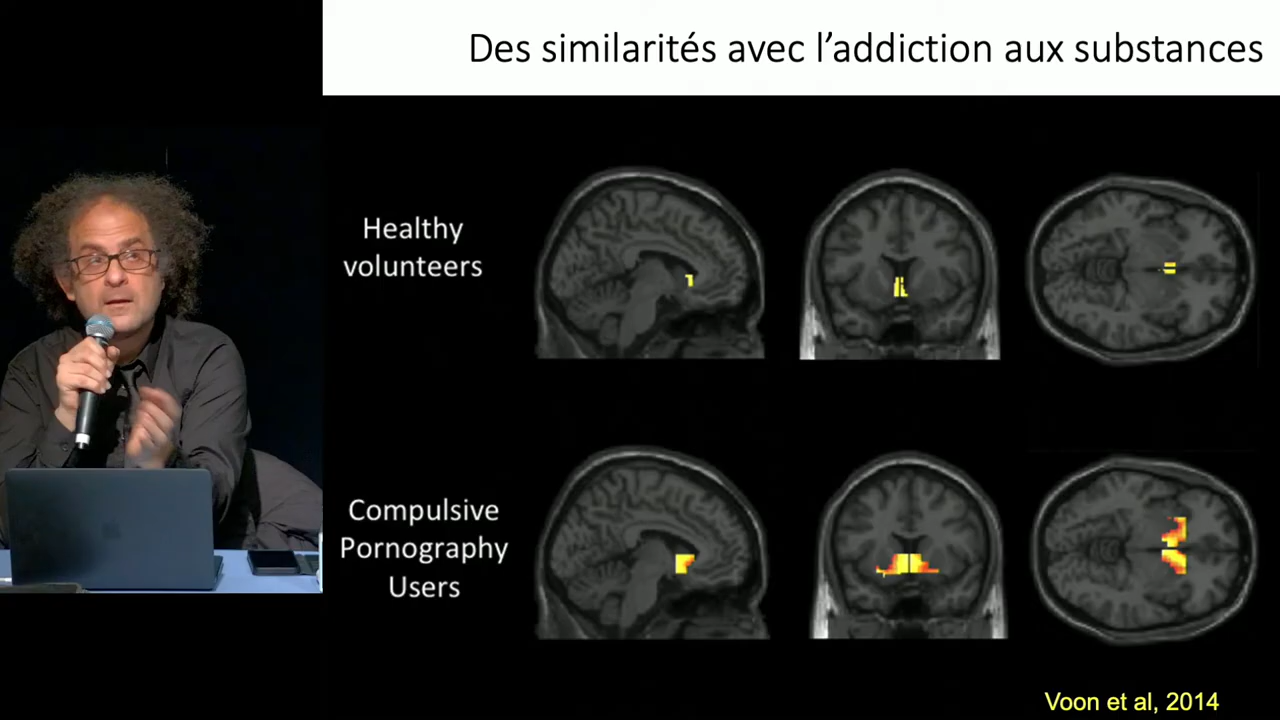 Des similarités avec l'addiction aux substances
Healthy
volunteers
Compulsive
Pornography
Users
Voon et al, 2014